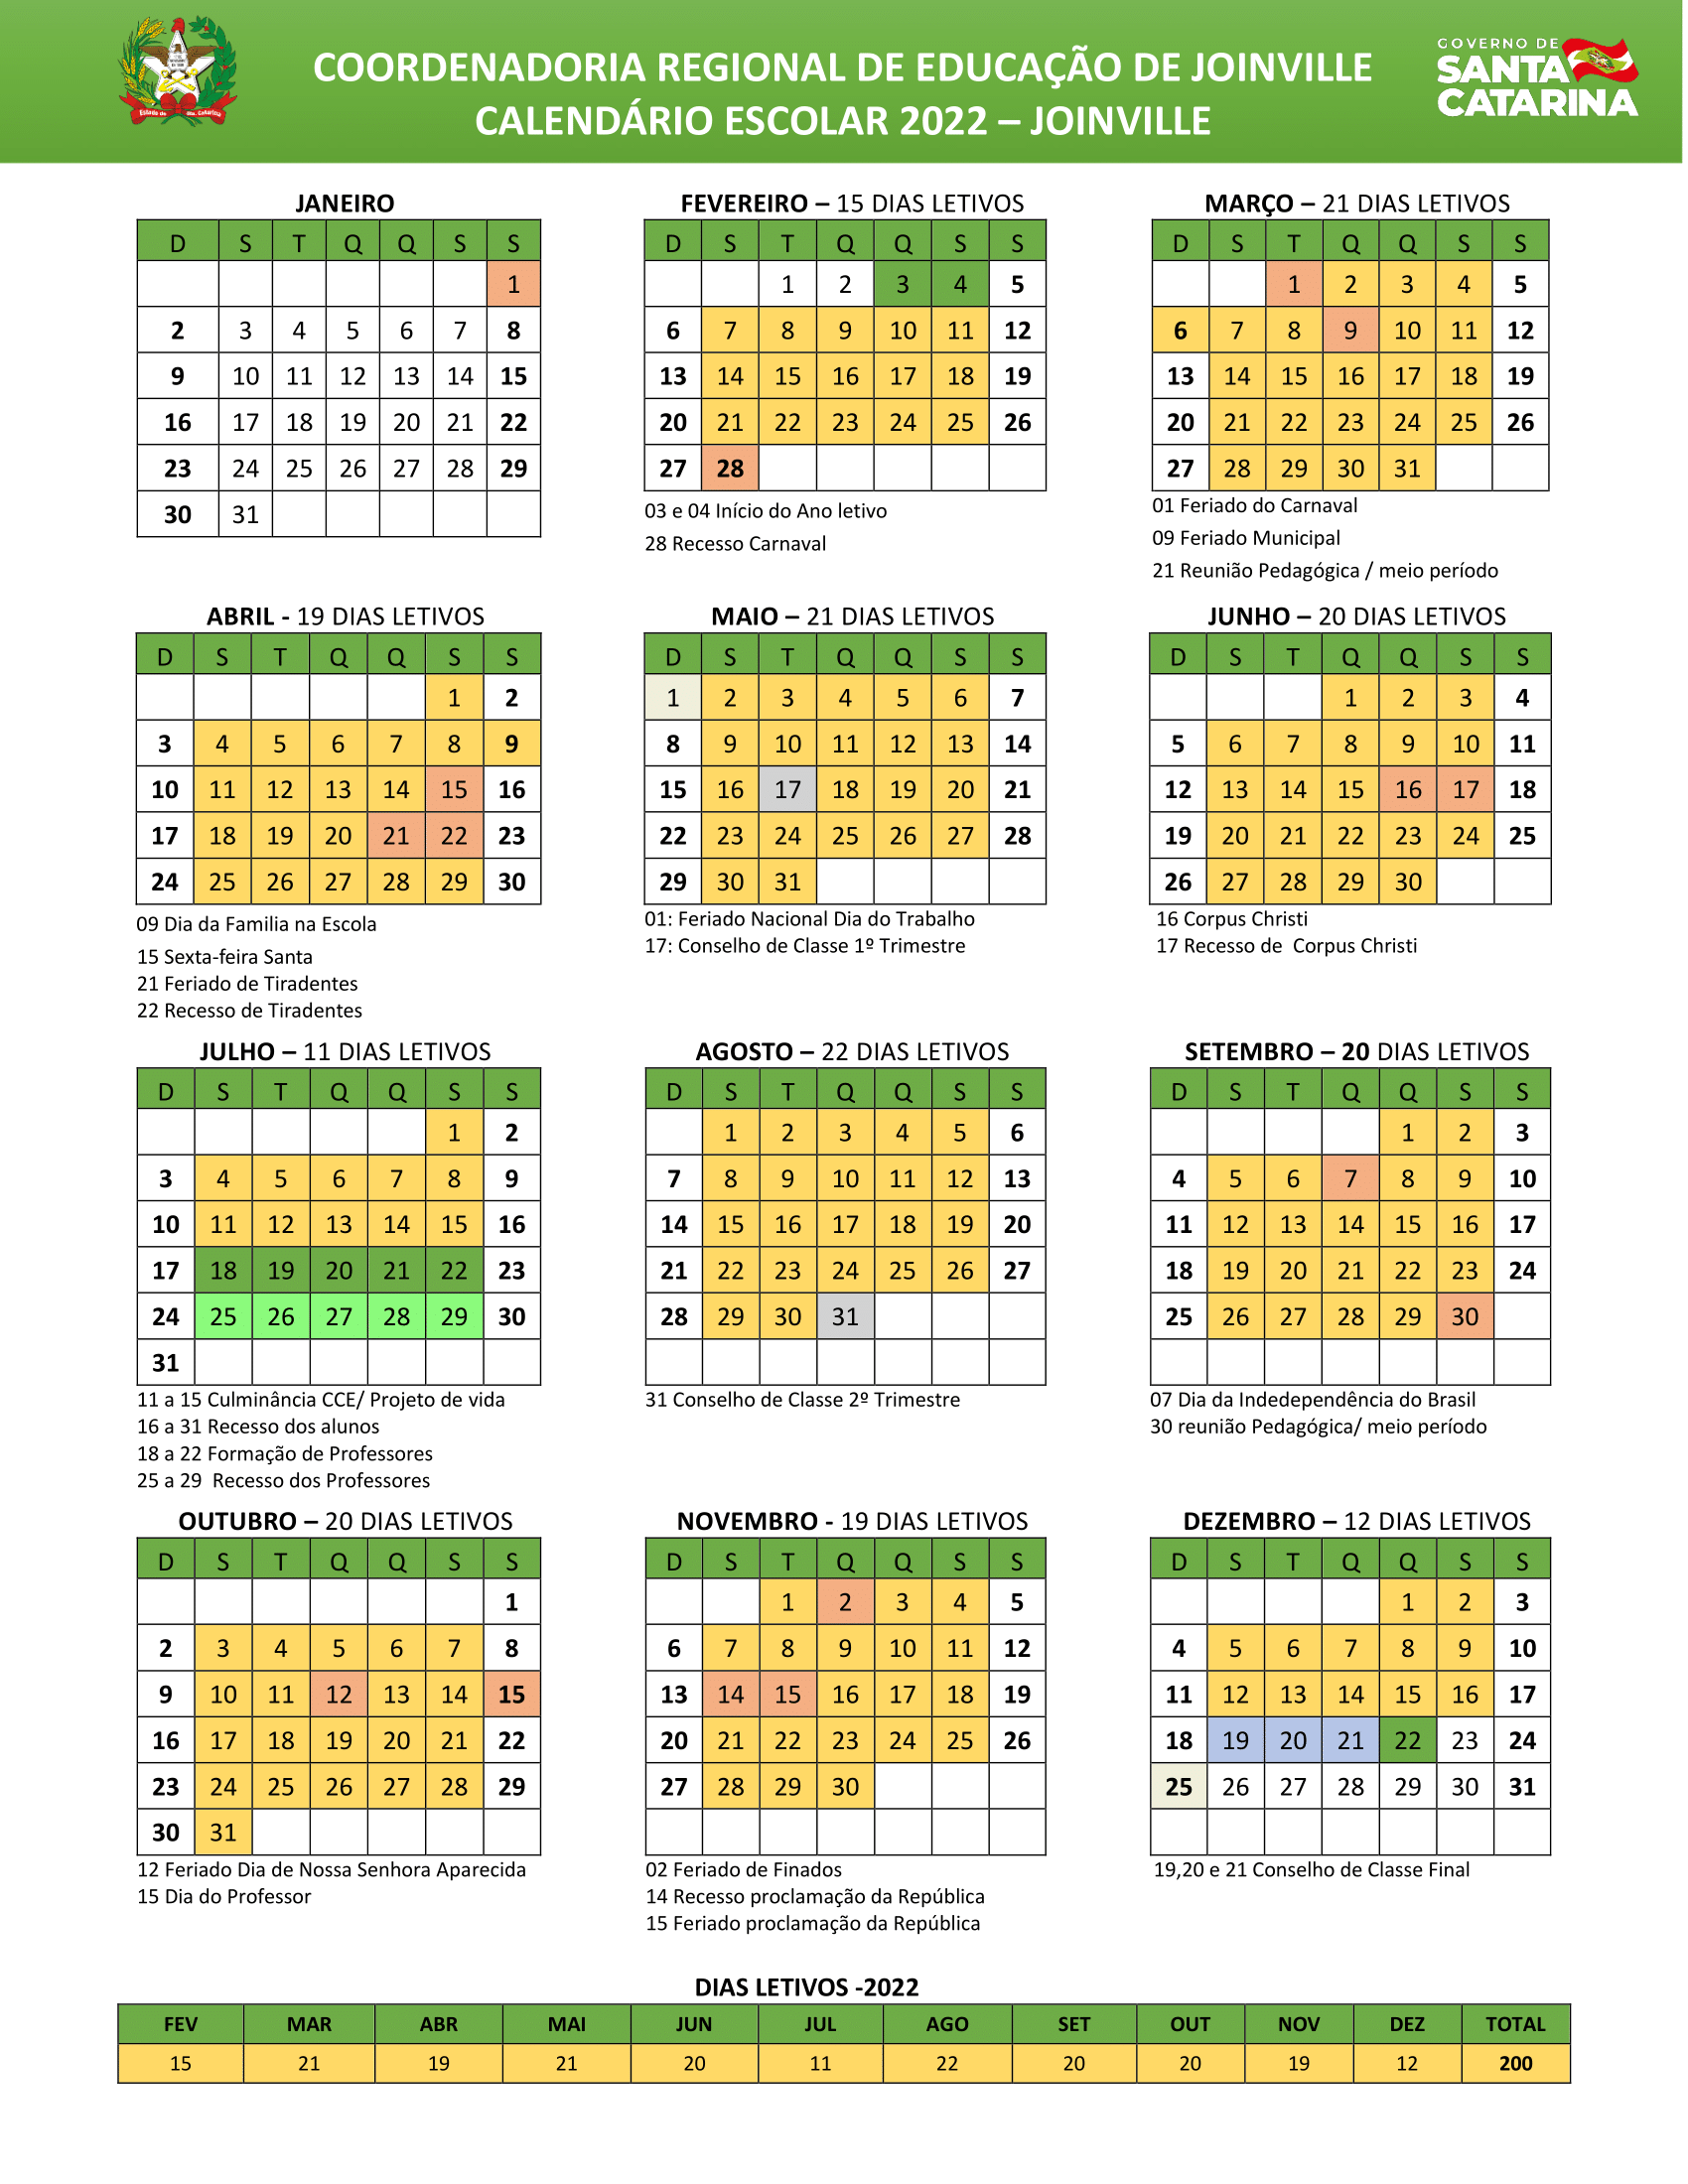 COORDENADORIA REGIONAL DE EDUCAÇÃO DE JOINVILLE
CALENDÁRIO ESCOLAR 2022 – JOINVILLE
GOVERNO DE
SANTA
CATARINA
JANEIRO
D S T Q Q S S
1
2 3 4 5 6 7 8
9 10 11 12 13 14 15
16 17 18 19 20 21 22
23 24 25 26 27 28 29
30 31
FEVEREIRO – 15 DIAS LETIVOS
D S T Q Q S S
1 2 3 4 5
6 7 8 9 10 11 12
13 14 15 16 17 18 19
20 21 22 23 24 25 26
27 28
03 e 04 Início do Ano letivo
28 Recesso Carnaval
MARÇO – 21 DIAS LETIVOS
D S T Q Q S S
1 2 3 4 5
6 7 8 9 10 11 12
13 14 15 16 17 18 19
20 21 22 23 24 25 26
27 28 29 30 31
01 Feriado do Carnaval
09 Feriado Municipal
21 Reunião Pedagógica / meio período
ABRIL - 19 DIAS LETIVOS
D S T Q Q S S
1 2
3 4 5 6 7 8 9
10 11 12 13 14 15 16
17 18 19 20 21 22 23
24 25 26 27 28 29 30
09 Dia da Familia na Escola
15 Sexta-feira Santa
21 Feriado de Tiradentes
22 Recesso de Tiradentes
MAIO – 21 DIAS LETIVOS
D S T Q Q S S
1 2 3 4 5 6 7
8 9 10 11 12 13 14
15 16 17 18 19 20 21
22 23 24 25 26 27 28
29 30 31
01: Feriado Nacional Dia do Trabalho
17: Conselho de Classe 1º Trimestre
JUNHO – 20 DIAS LETIVOS
D S T Q Q S S
1 2 3 4
5 6 7 8 9 10 11
12 13 14 15 16 17 18
19 20 21 22 23 24 25
26 27 28 29 30
16 Corpus Christi
17 Recesso de Corpus Christi
JULHO – 11 DIAS LETIVOS
D S T Q Q S S
1 2
3 4 5 6 7 8 9
10 11 12 13 14 15 16
17 18 19 20 21 22 23
24 25 26 27 28 29 30
31
11 a 15 Culminância CCE/ Projeto de vida
16 a 31 Recesso dos alunos
18 a 22 Formação de Professores
25 a 29 Recesso dos Professores
AGOSTO – 22 DIAS LETIVOS
D S T Q Q S S
1 2 3 4 5 6
7 8 9 10 11 12 13
14 15 16 17 18 19 20
21 22 23 24 25 26 27
28 29 30 31
31 Conselho de Classe 2º Trimestre
SETEMBRO – 20 DIAS LETIVOS
D S T Q Q S S
1 2 3
4 5 6 7 8 9 10
11 12 13 14 15 16 17
18 19 20 21 22 23 24
25 26 27 28 29 30
07 Dia da Indedependência do Brasil
30 reunião Pedagógica/ meio período
OUTUBRO – 20 DIAS LETIVOS
D S T Q Q S S
1
2 3 4 5 6 7 8
9 10 11 12 13 14 15
16 17 18 19 20 21 22
23 24 25 26 27 28 29
30 31
12 Feriado Dia de Nossa Senhora Aparecida
15 Dia do Professor
NOVEMBRO - 19 DIAS LETIVOS
D S T Q Q S S
1 2 3 4 5
6 7 8 9 10 11 12
13 14 15 16 17 18 19
20 21 22 23 24 25 26
27 28 29 30
02 Feriado de Finados
14 Recesso proclamação da República
15 Feriado proclamação da República
DEZEMBRO – 12 DIAS LETIVOS
D S T Q Q S S
1 2 3
4 5 6 7 8 9 10
11 12 13 14 15 16 17
18 19 20 21 22 23 24
25 26 27 28 29 30 31
19,20 e 21 Conselho de Classe Final
DIAS LETIVOS -2022
FEV MAR ABR MAI JUN JUL AGO SET OUT NOV DEZ TOTAL
15 21 19 21 20 11 22 20 20 19 12 200